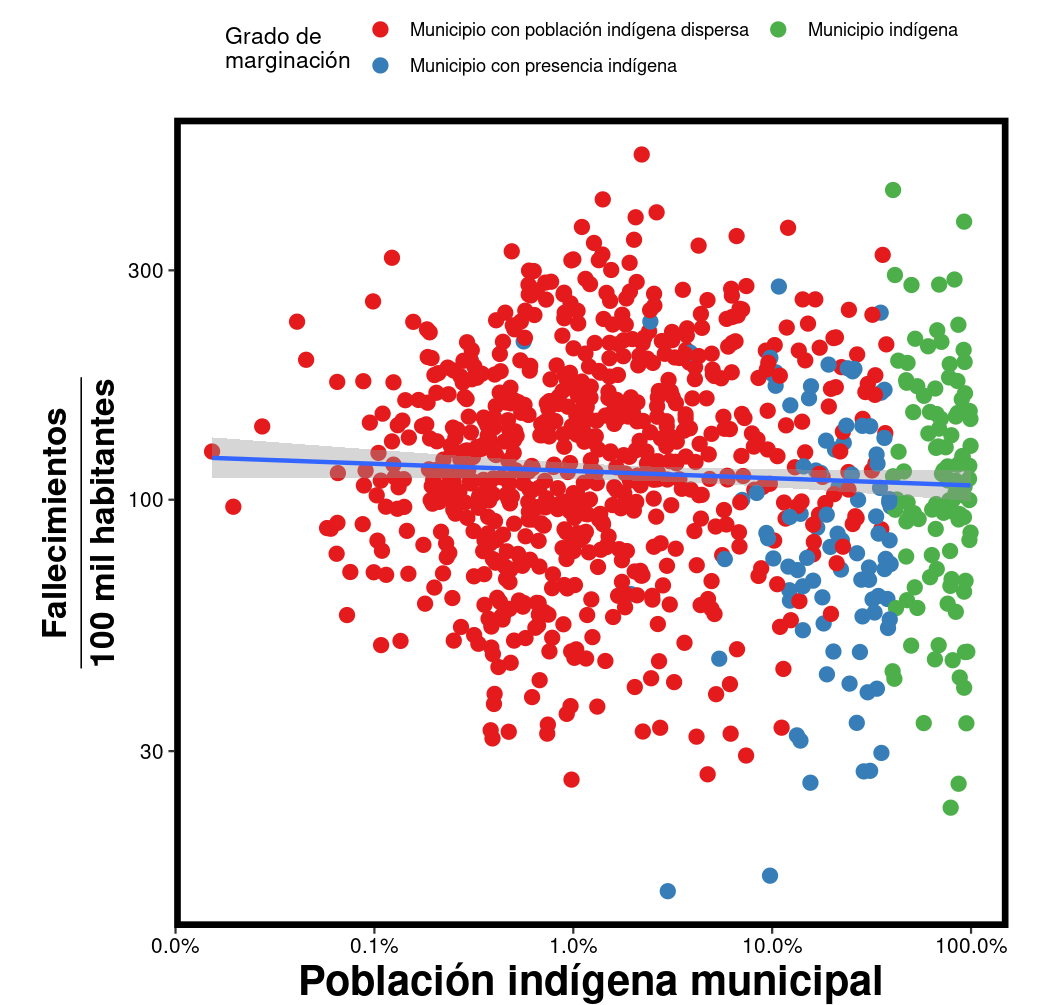 Grado de
marginación
Municipio con población indígena dispersa
Municipio indígena
Municipio con presencia indígena
Fallecimientos
100 mil habitantes
300
100
30
0.0%
0.1%
1.0%
10.0%
100.0%
Población indígena municipal